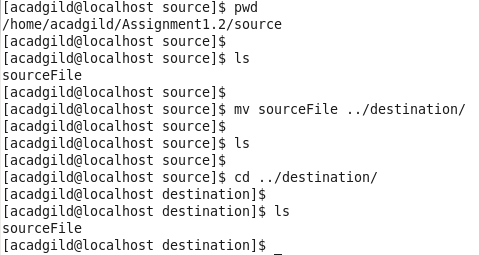 [acadgild@localhost source]$ pwd
/home/acadgild/Assignment1.2/source
[acadgild@localhost source]$
[acadgild@localhost source]$ ls
sourceFile
[acadgild@localhost source]$
[acadgild@localhost source]$ mv sourceFile ../destination/
[acadgild@localhost source]$
[acadgild@localhost source]$ ls
[acadgild@localhost source]$
[acadgild@localhost source]$ cd ../destination/
[acadgild@localhost destination]$
[acadgild@localhost destination]$ ls
sourceFile
[acadgild@localhost destination]$ _